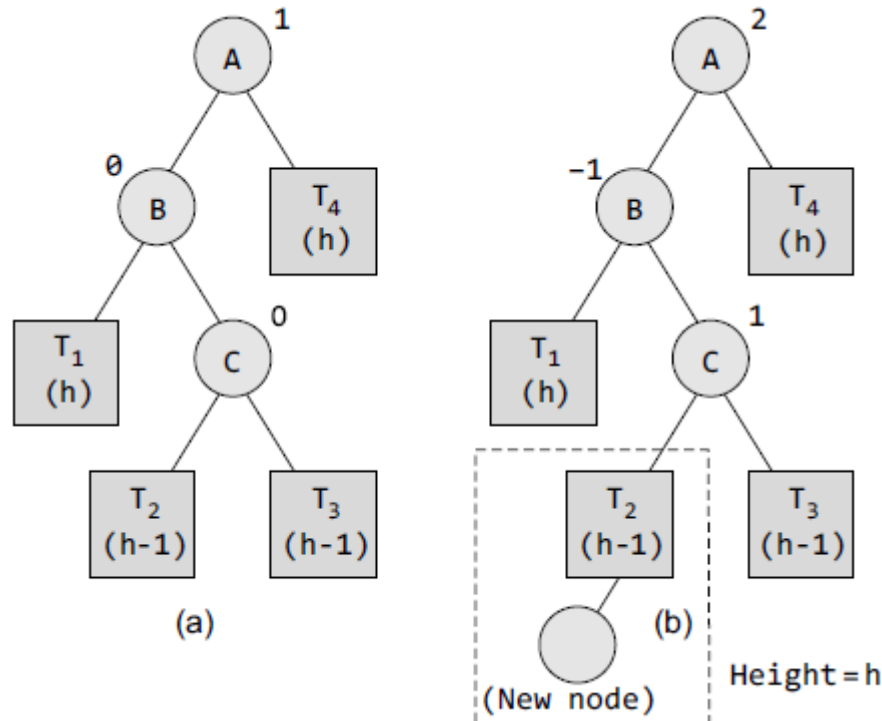 1
A
0
B
T4
(h)
0
T1
(h)
C
T2
(h-1)
T3
(h-1)
(a)
2
A
−1
B
T4
(h)
1
T1
(h)
C
T2
(h-1)
T3
(h-1)
(b)
(New node)
Height=h